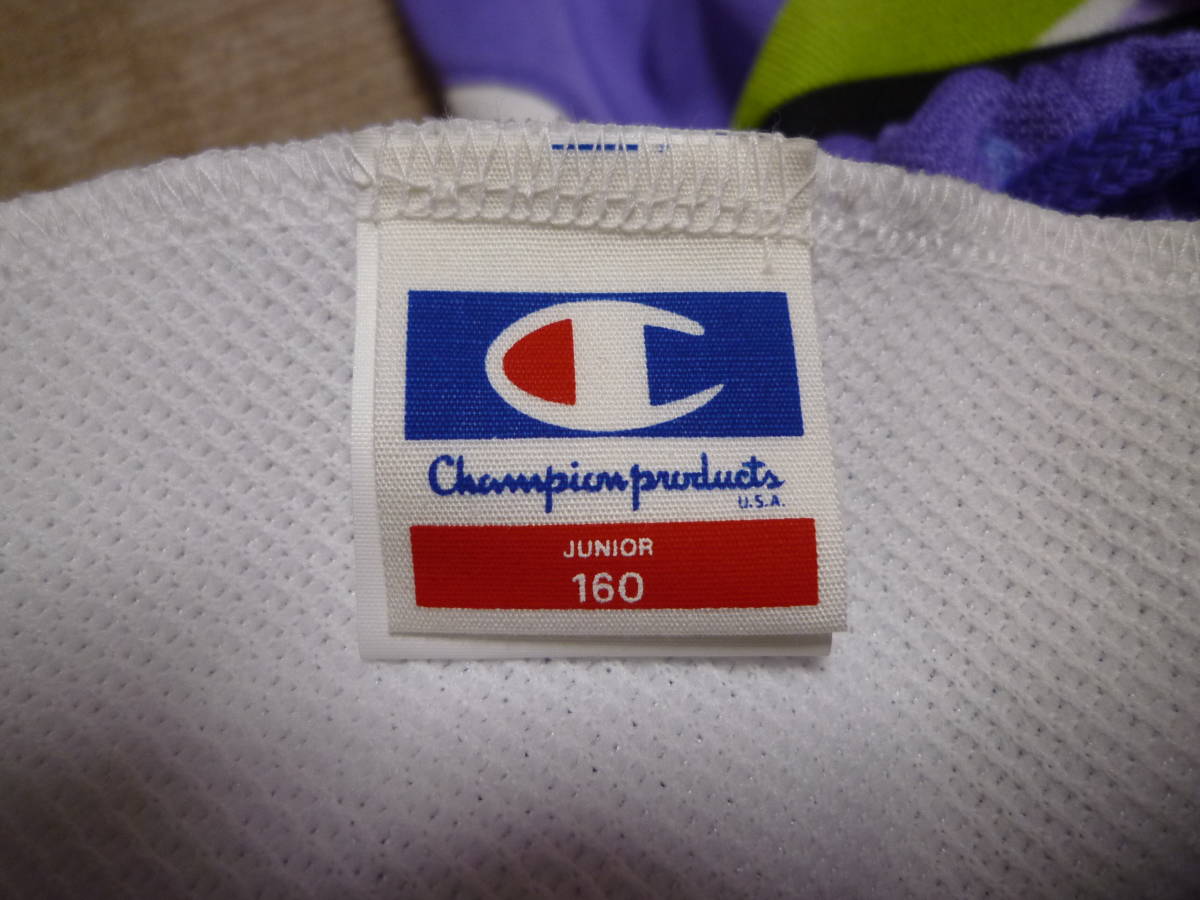 Champion products
U.S.A.
JUNIOR
160